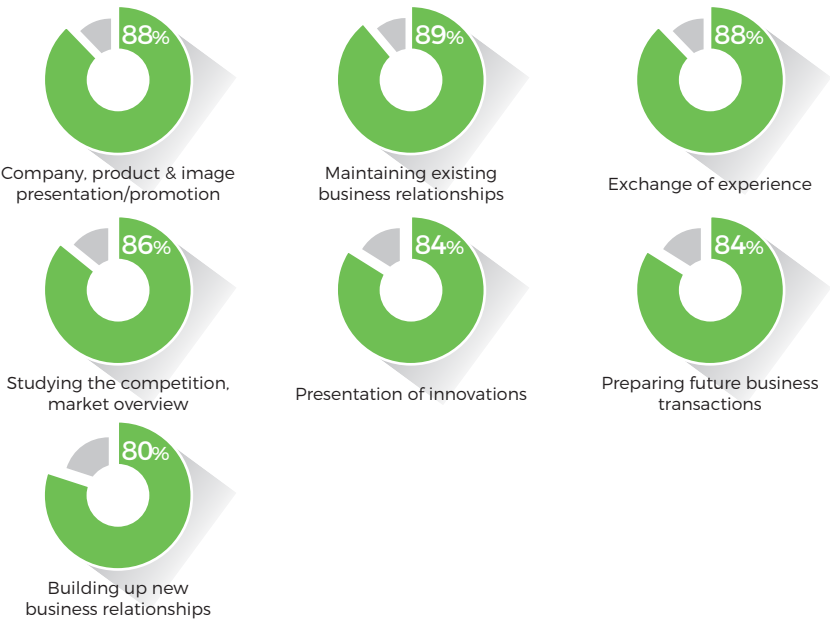 88%
Company, product & image
presentation/promotion
89%
Maintaining existing
business relationships
88%
Exchange of experience
86%
Studying the competition,
market overview
84%
Presentation of innovations
84%
Preparing future business
transactions
80%
Building up new
business relationships